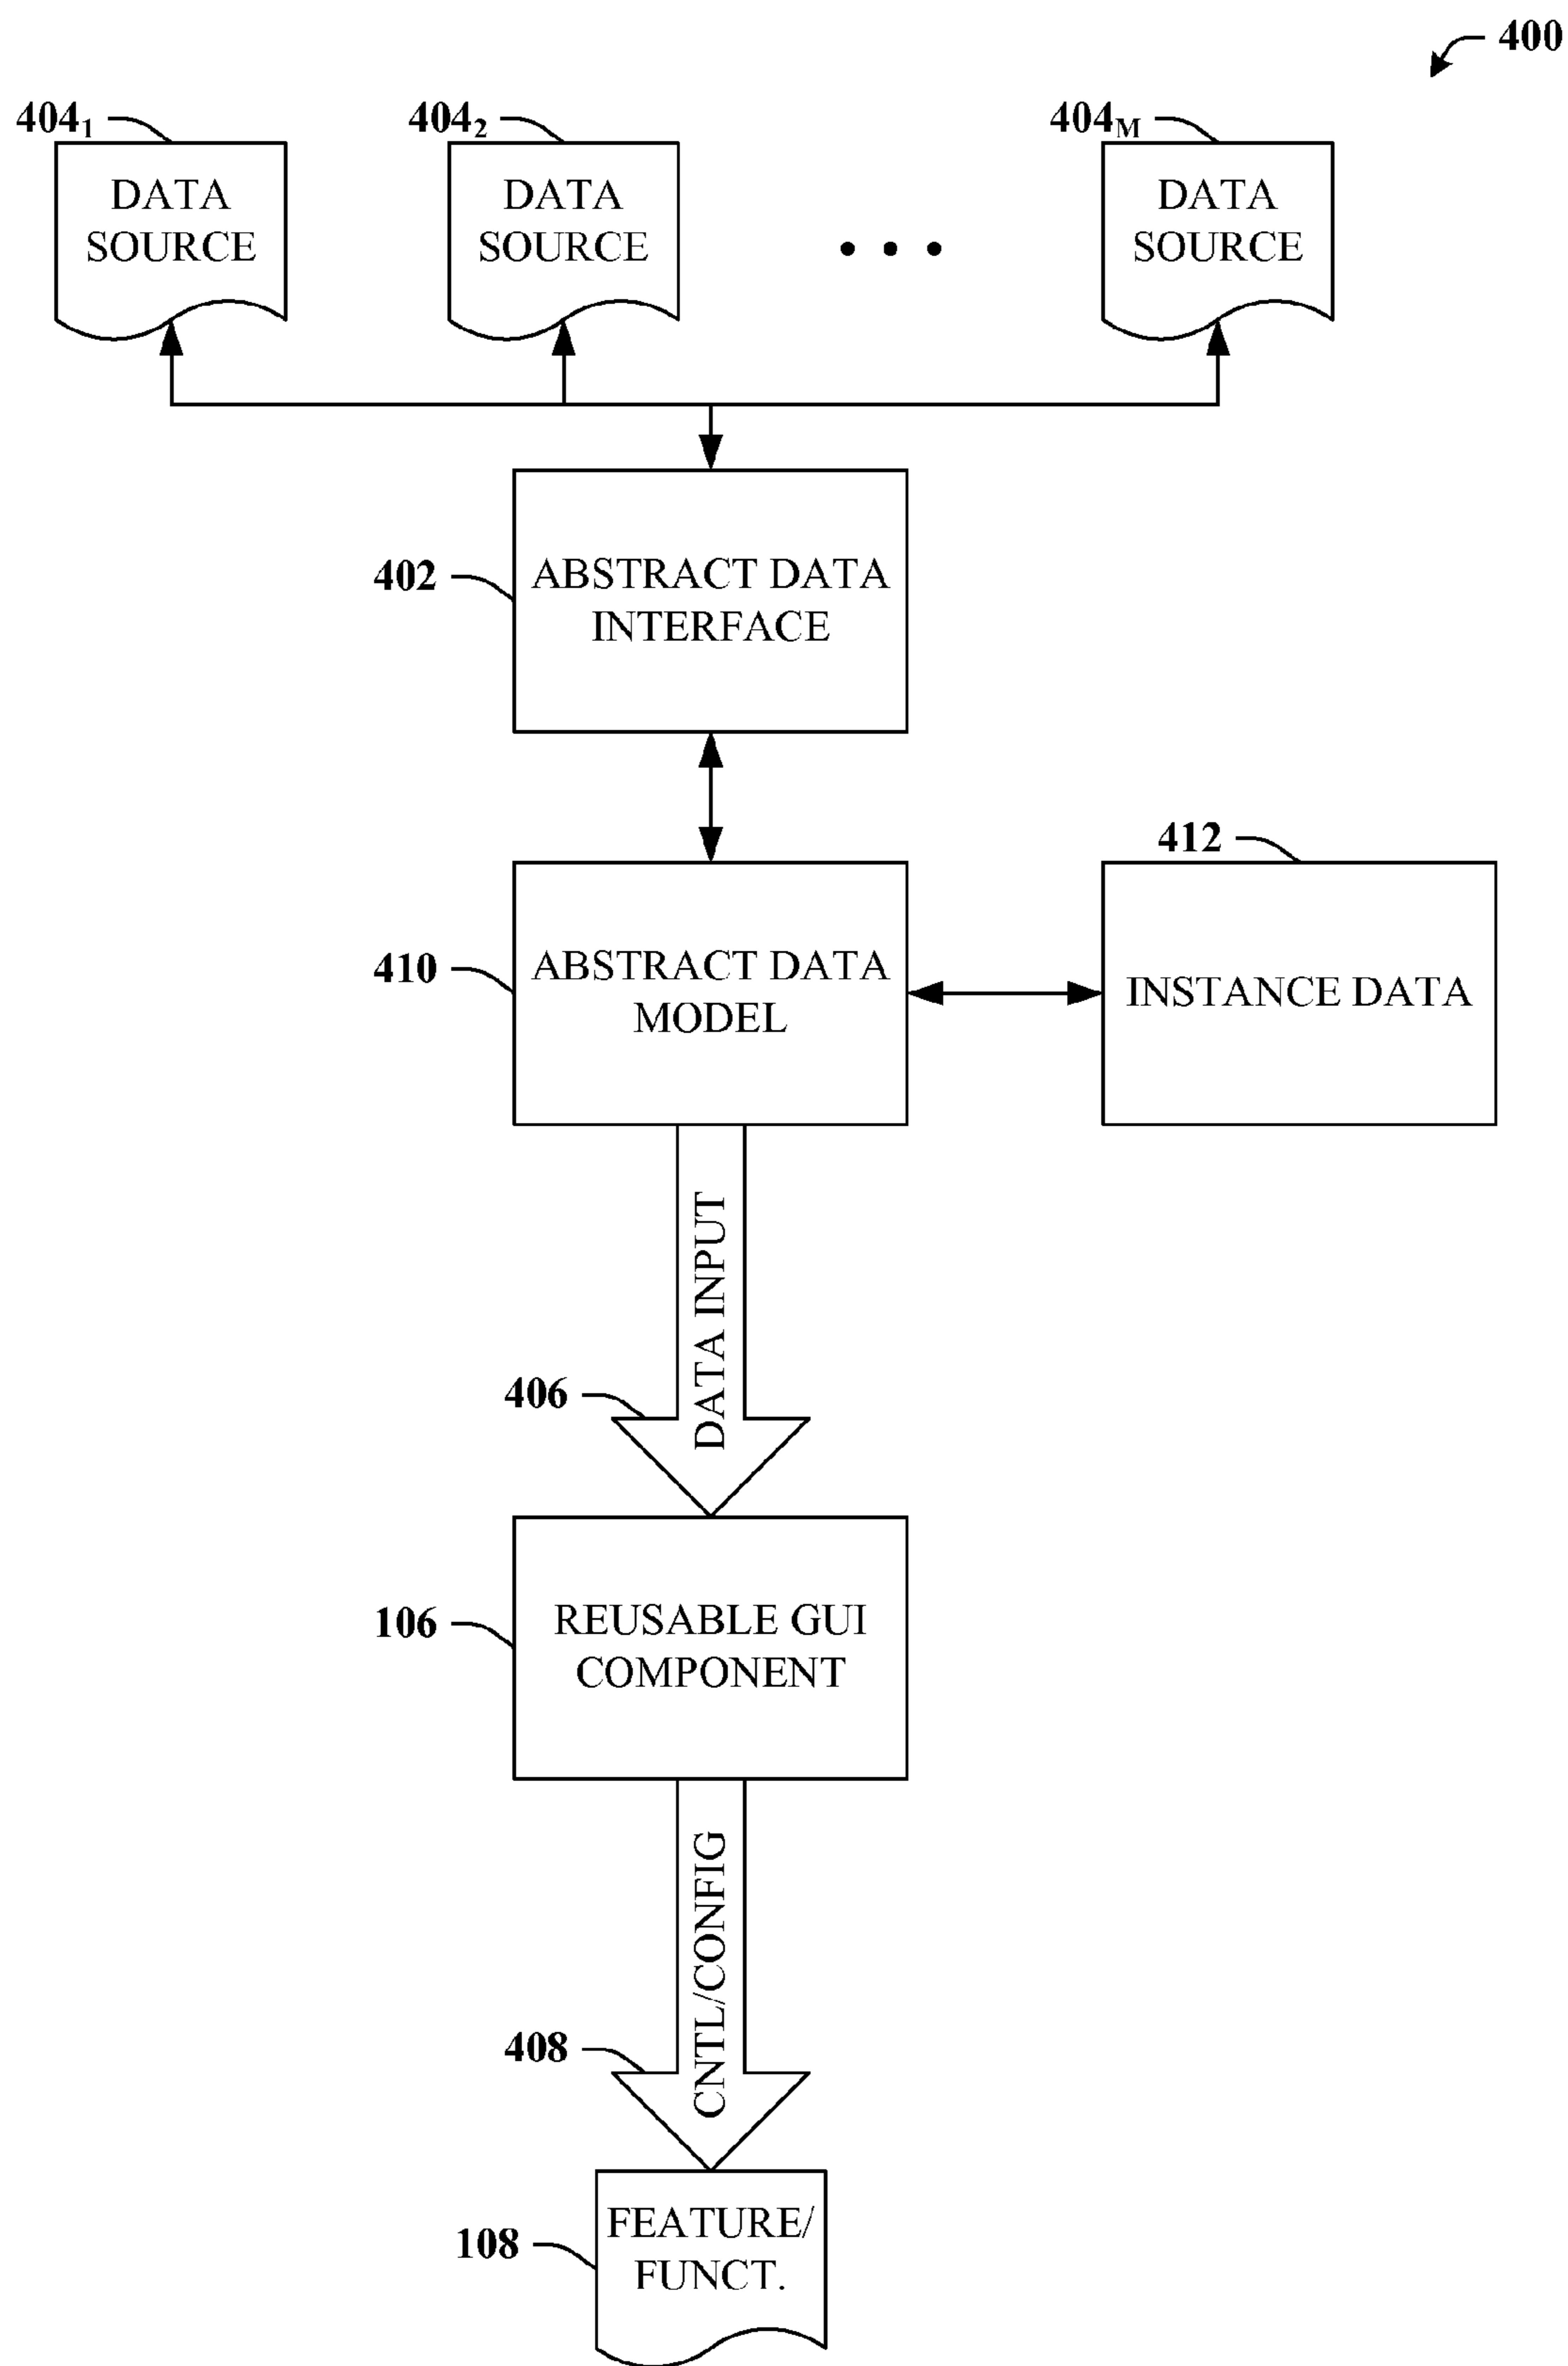 400
404₁
404₂
404M
DATA
SOURCE
DATA
SOURCE
• • •
DATA
SOURCE
402
ABSTRACT DATA
INTERFACE
412
410
ABSTRACT DATA
MODEL
INSTANCE DATA
DATA INPUT
406
106
REUSABLE GUI
COMPONENT
CNTL/CONFIG
408
108
FEATURE/
FUNCT.